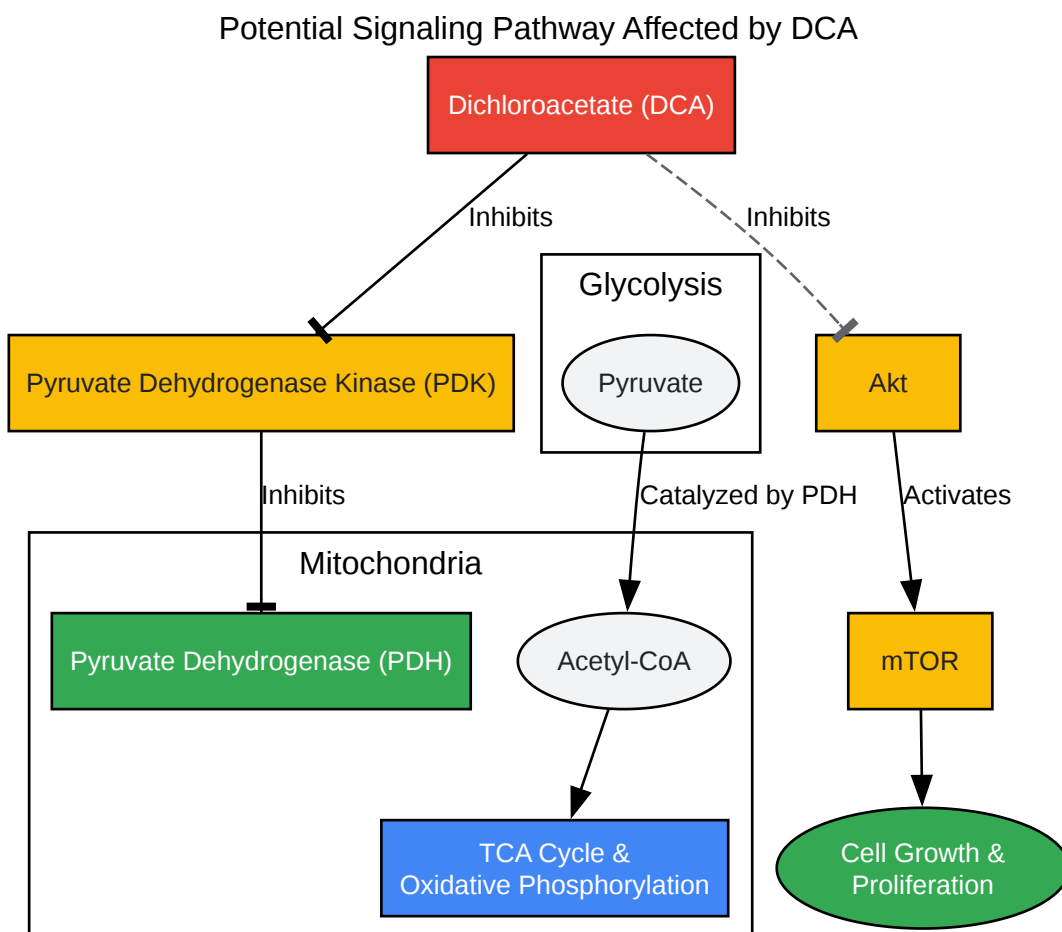 Potential Signaling Pathway Affected by DCA
Dichloroacetate (DCA)
Inhibits
Inhibits
Glycolysis
Pyruvate Dehydrogenase Kinase (PDK)
Pyruvate
Akt
Inhibits
Catalyzed by PDH
Activates
Mitochondria
Pyruvate Dehydrogenase (PDH)
Acetyl-CoA
mTOR
TCA Cycle &
Oxidative Phosphorylation
Cell Growth &
Proliferation